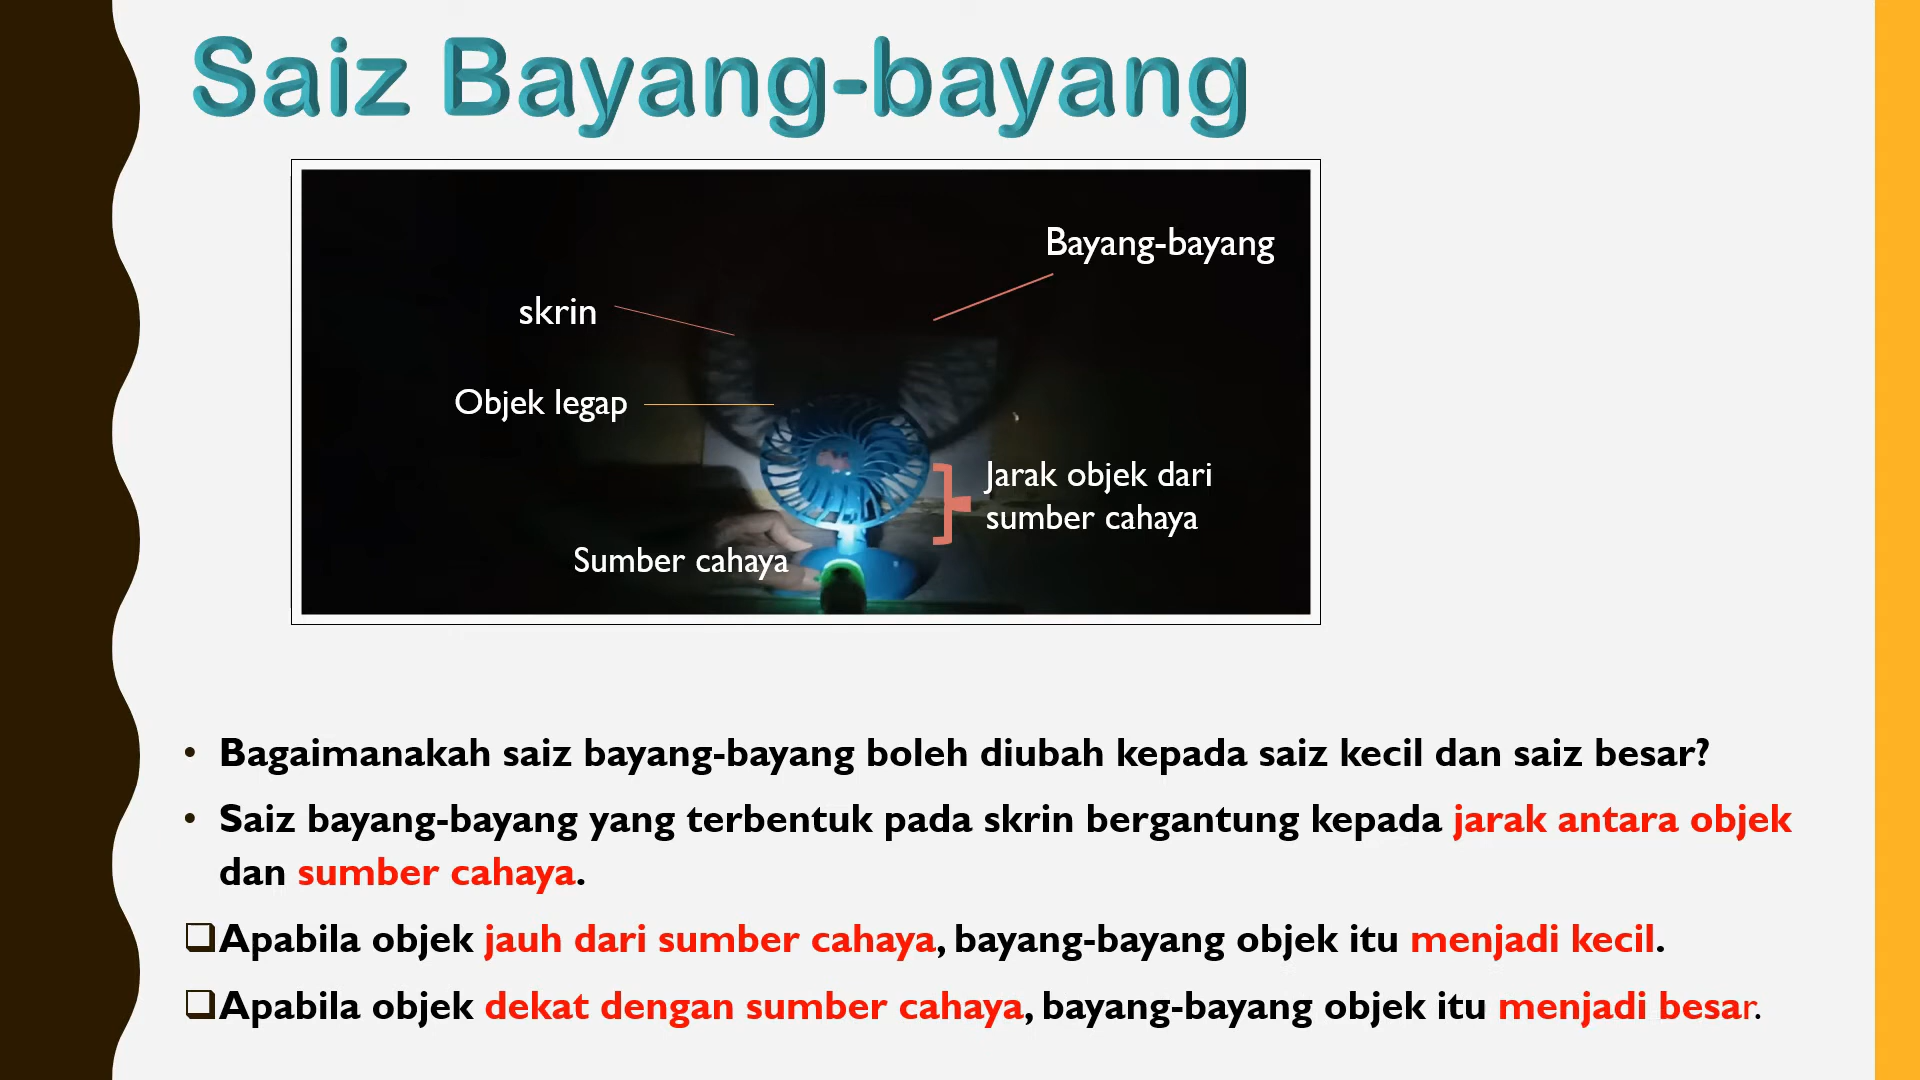 Saiz Bayang-bayang
Bayang-bayang
skrin
Objek legap
Jarak objek dari
sumber cahaya
Sumber cahaya
• Bagaimanakah saiz bayang-bayang boleh diubah kepada saiz kecil dan saiz besar?
• Saiz bayang-bayang yang terbentuk pada skrin bergantung kepada jarak antara objek
dan sumber cahaya.
❑Apabila objek jauh dari sumber cahaya, bayang-bayang objek itu menjadi kecil.
❑Apabila objek dekat dengan sumber cahaya, bayang-bayang objek itu menjadi besar.